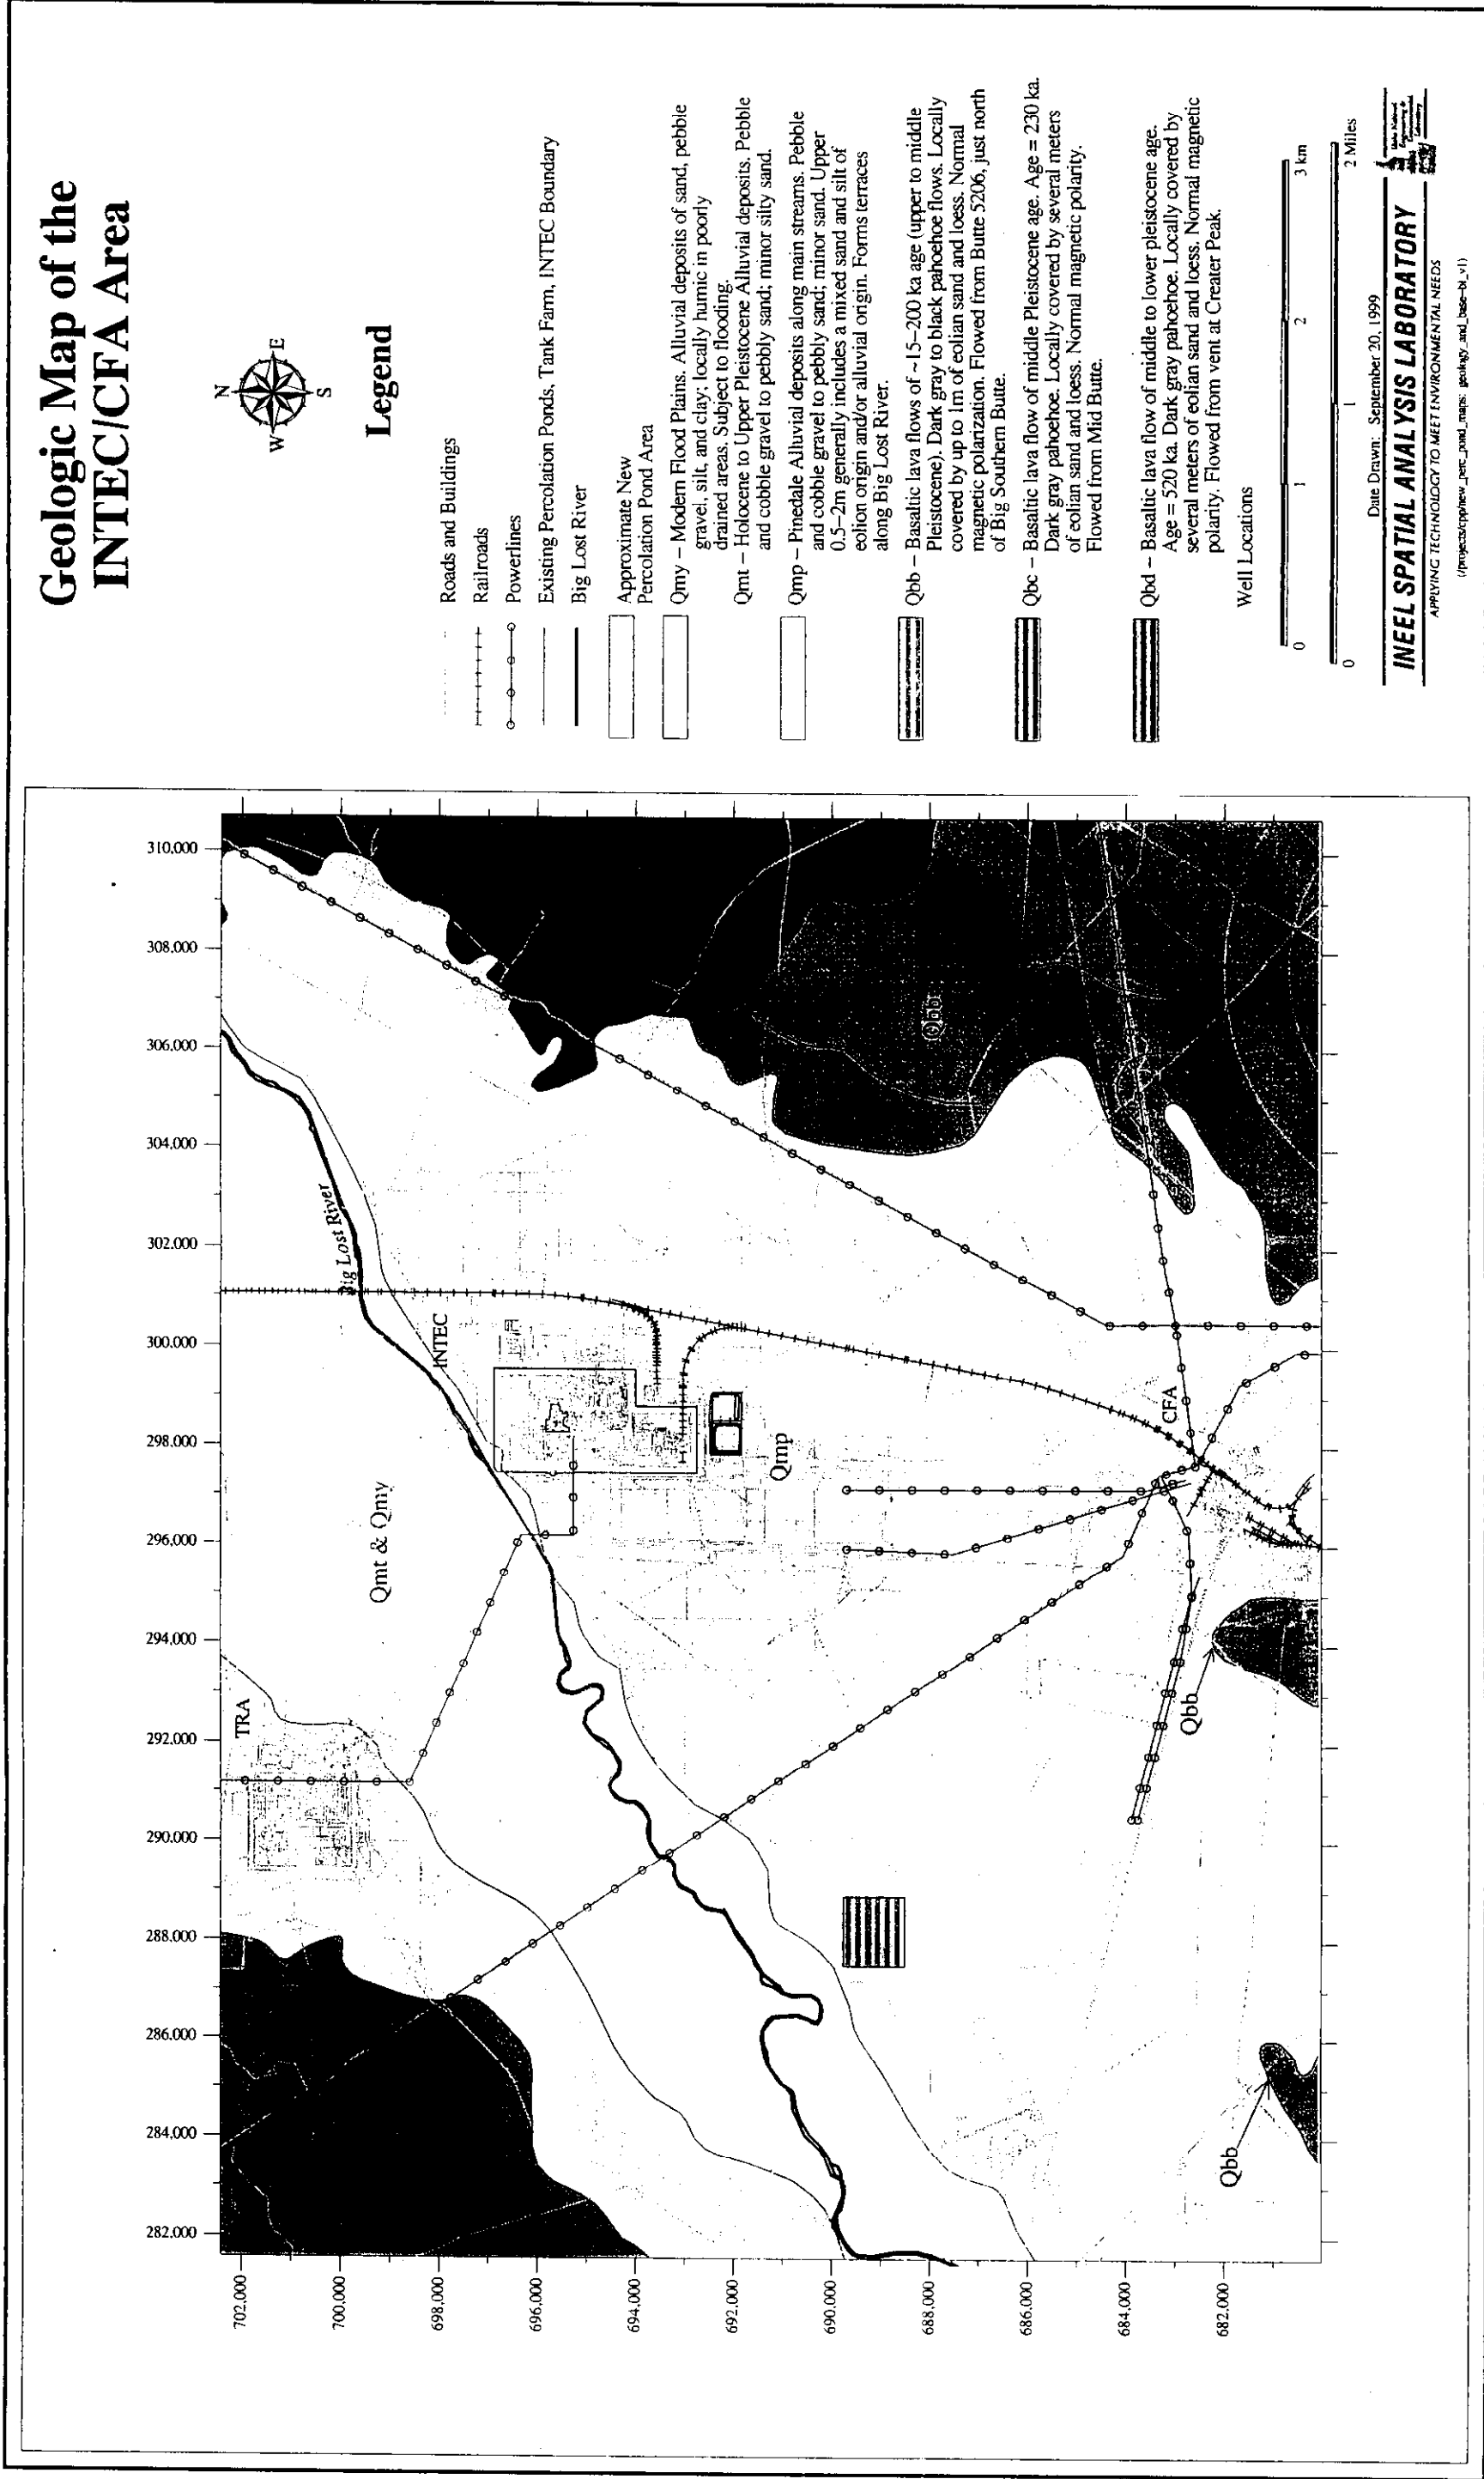 Geologic Map of the
INTEC/CFA Area
N
W
E
S
Legend
Roads and Buildings
Railroads
Powerlines
Existing Percolation Ponds, Tank Farm, INTEC Boundary
Big Lost River
Approximate New
Percolation Pond Area
Qmy – Modern Flood Plains. Alluvial deposits of sand, pebble
gravel, silt, and clay; locally humic in poorly
drained areas. Subject to flooding.
Qmt – Holocene to Upper Pleistocene Alluvial deposits. Pebble
and cobble gravel to pebbly sand; minor silty sand.
Qmp – Pinedale Alluvial deposits along main streams. Pebble
and cobble gravel to pebbly sand; minor sand. Upper
0.5–2m generally includes a mixed sand and silt of
eolion origin and/or alluvial origin. Forms terraces
along Big Lost River.
Qbb – Basaltic lava flows of ~15–200 ka age (upper to middle
Pleistocene). Dark gray to black pahoehoe flows. Locally
covered by up to 1m of eolian sand and loess. Normal
magnetic polarization. Flowed from Butte 5206, just north
of Big Southern Butte.
Qbc – Basaltic lava flow of middle Pleistocene age. Age = 230 ka.
Dark gray pahoehoe. Locally covered by several meters
of eolian sand and loess. Normal magnetic polarity.
Flowed from Mid Butte.
Qbd – Basaltic lava flow of middle to lower pleistocene age.
Age = 520 ka. Dark gray pahoehoe. Locally covered by
several meters of eolian sand and loess. Normal magnetic
polarity. Flowed from vent at Creater Peak.
Well Locations
0 1 2 3 km
0 1 2 Miles
Date Drawn: September 20, 1999
INEEL SPATIAL ANALYSIS LABORATORY
APPLYING TECHNOLOGY TO MEET ENVIRONMENTAL NEEDS
Idaho National
Engineering &
Environmental
Laboratory
702.000
700.000
698.000
696.000
694.000
692.000
690.000
688.000
686.000
684.000
682.000
282.000
284.000
286.000
288.000
290.000
292.000
294.000
296.000
298.000
300.000
302.000
304.000
306.000
308.000
310.000
TRA
Qmt & Qmy
INTEC
Big Lost River
Qmp
Qbb
CFA
Qbb
Qbb